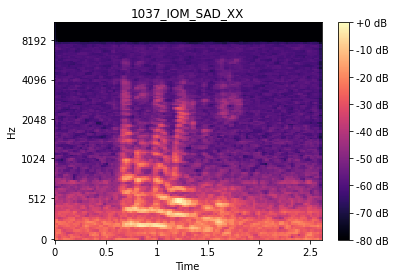 1037_IOM_SAD_XX
Hz
8192
4096
2048
1024
512
0
0
0.5
1
1.5
2
2.5
Time
+0 dB
-10 dB
-20 dB
-30 dB
-40 dB
-50 dB
-60 dB
-70 dB
-80 dB